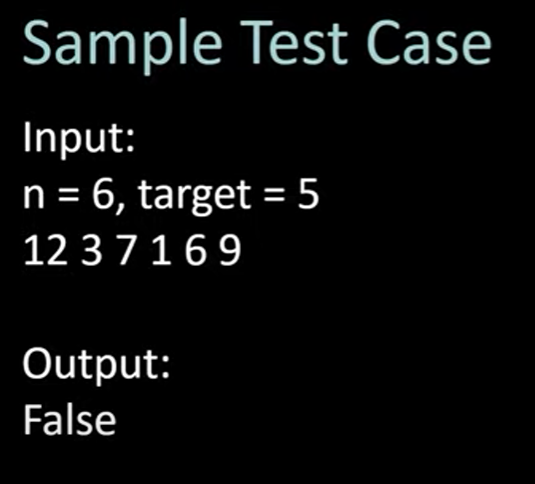 Sample Test Case
Input:
n = 6, target = 5
12 3 7 1 6 9
Output:
False